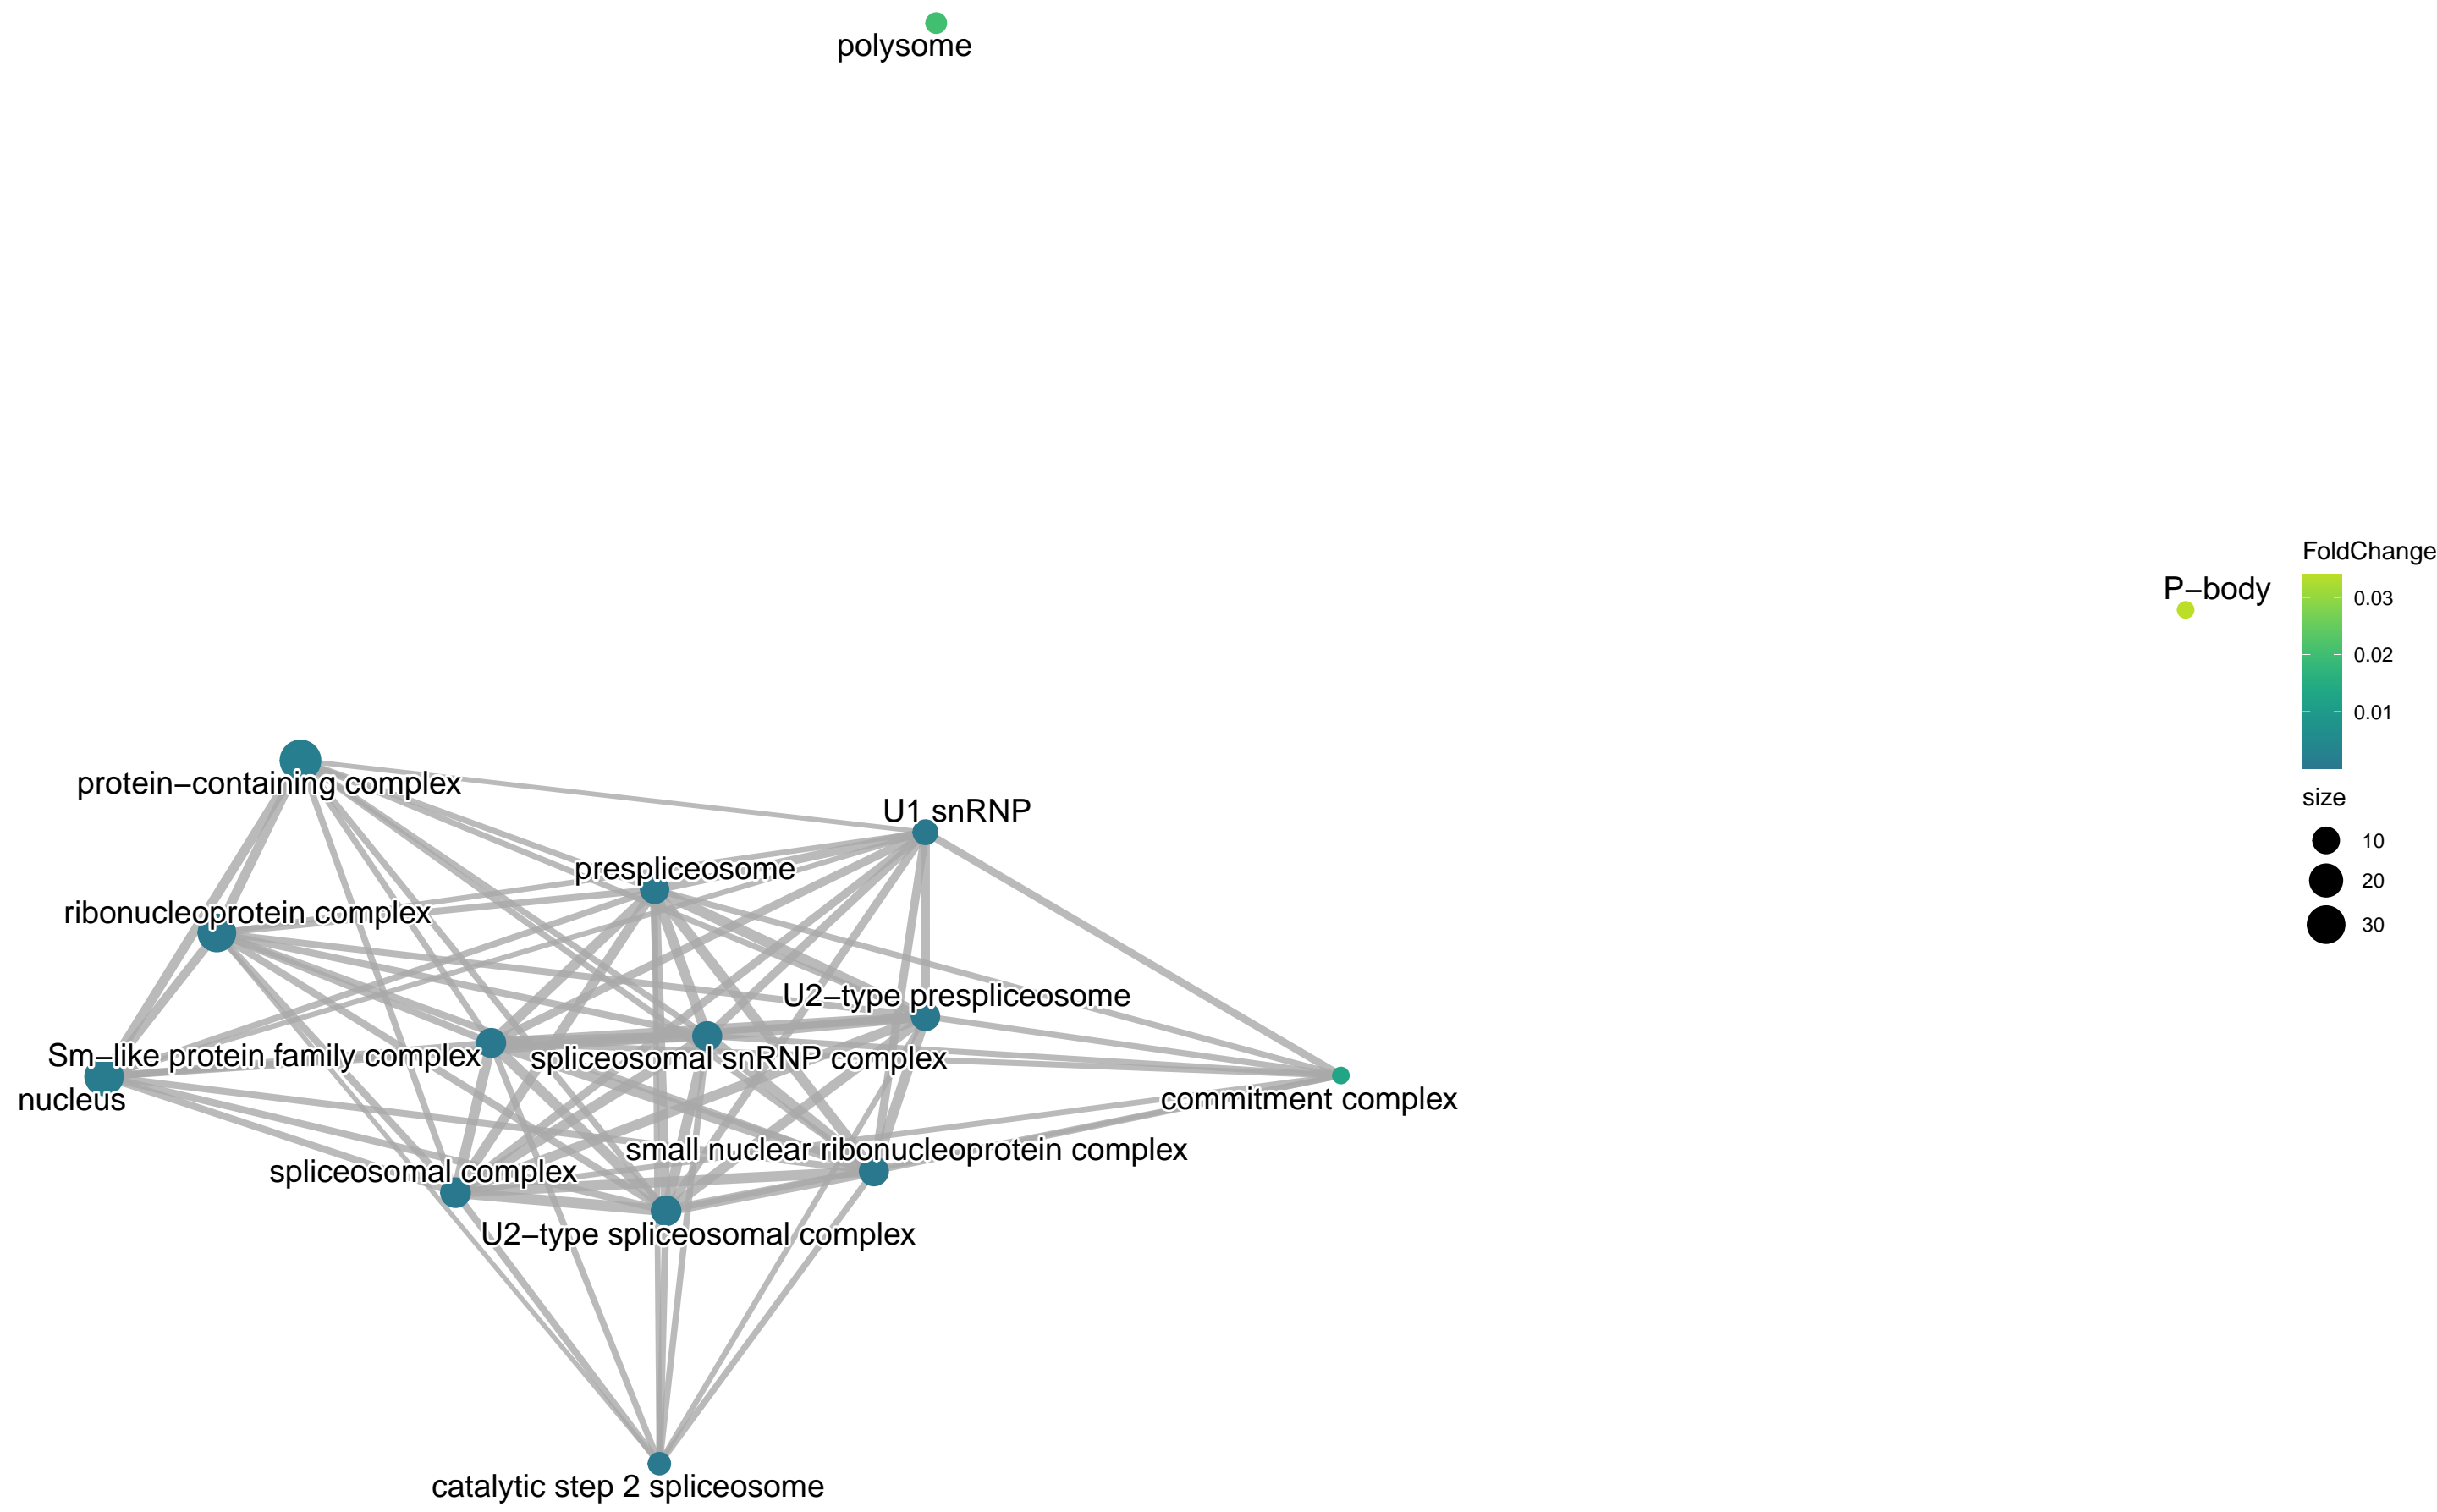 polysome
FoldChange
P−body
0.03
0.02
0.01
protein−containing complex
size
U1 snRNP
10
prespliceosome
20
ribonucleoprotein complex
30
U2−type prespliceosome
Sm−like protein family complex
spliceosomal snRNP complex
nucleus
commitment complex
small nuclear ribonucleoprotein complex
spliceosomal complex
U2−type spliceosomal complex
catalytic step 2 spliceosome